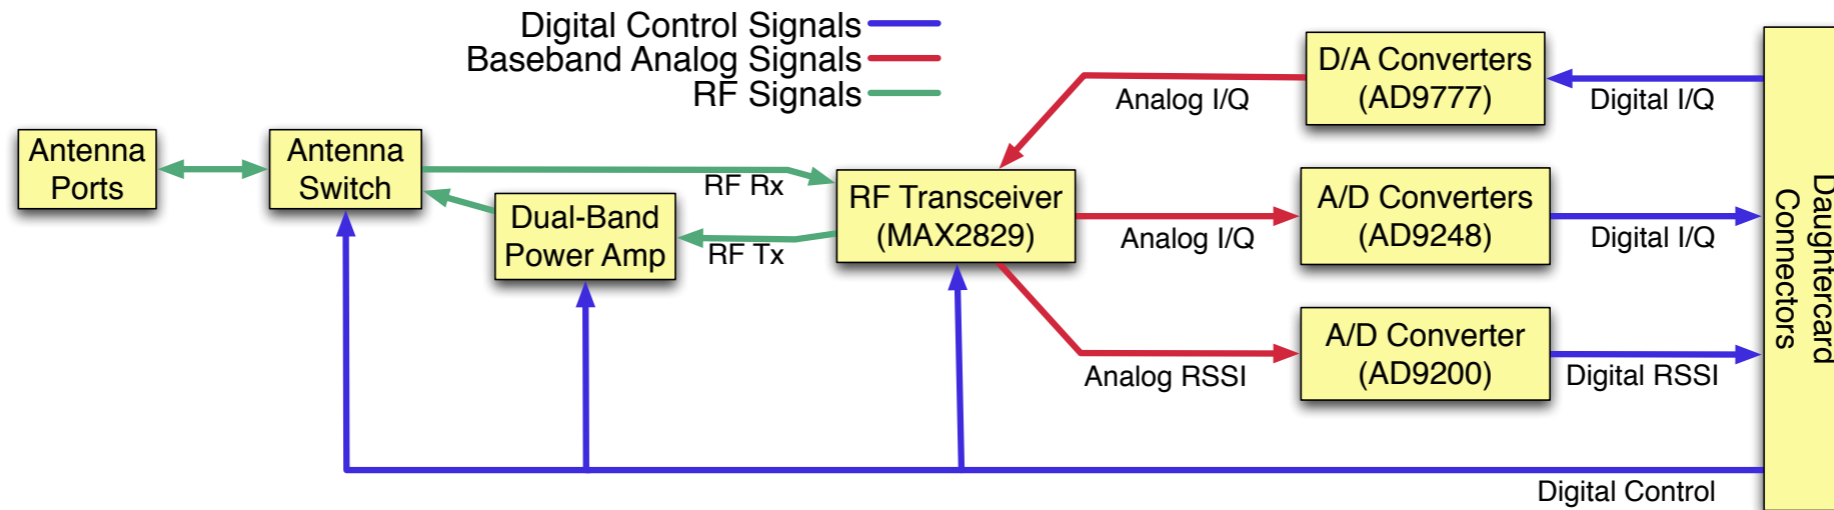 Digital Control Signals
Baseband Analog Signals
RF Signals
Antenna
Ports
Antenna
Switch
RF Rx
Dual-Band
Power Amp
RF Tx
RF Transceiver
(MAX2829)
Analog I/Q
D/A Converters
(AD9777)
Digital I/Q
Analog I/Q
A/D Converters
(AD9248)
Digital I/Q
Analog RSSI
A/D Converter
(AD9200)
Digital RSSI
Daughtercard
Connectors
Digital Control